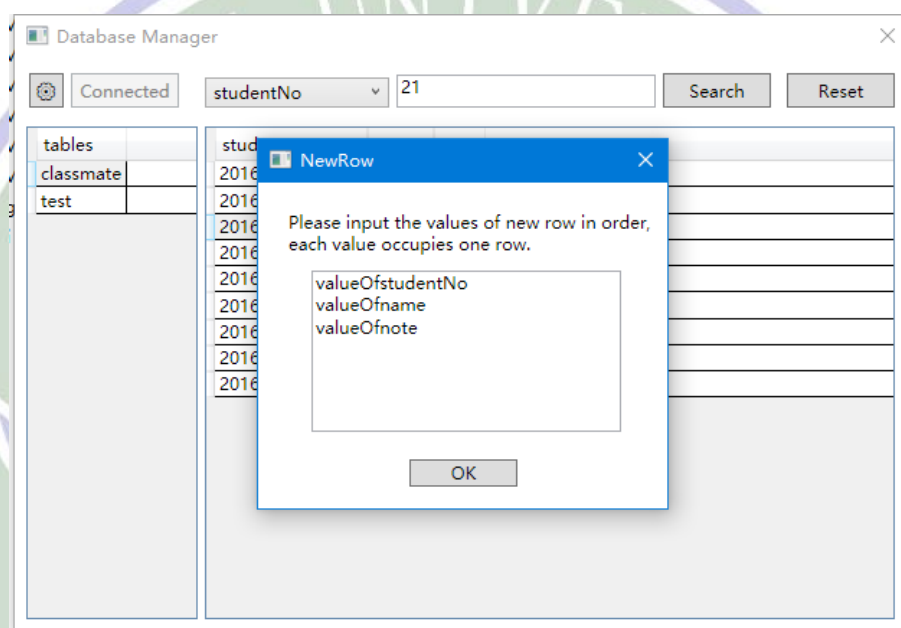 Database Manager
Connected
studentNo
21
Search
Reset
tables
classmate
test
stud
2016
2016
2016
2016
2016
2016
2016
2016
2016
NewRow
Please input the values of new row in order,
each value occupies one row.
valueOfstudentNo
valueOfname
valueOfnote
OK